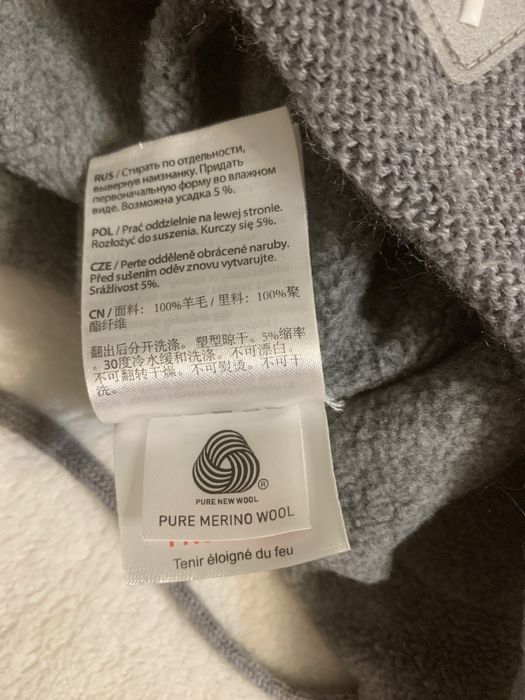 RUS / Стирать по отдельности,
вывернув наизнанку. Придать
первоначальную форму во влажном
виде. Возможна усадка 5 %.
POL / Prać oddzielnie na lewej stronie.
Rozłożyć do suszenia. Kurczy się 5%.
CZE / Perte odděleně obrácené naruby.
Před sušením oděv znovu vytvarujte.
Srážlivost 5%.
CN / 面料: 100%羊毛 / 里料: 100%聚
酯纤维
翻出后分开洗涤。塑型晾干。5%缩率
。30度冷水缓和洗涤。不可漂白。
不可翻转干燥。不可熨烫。不可干
洗。
®
PURE NEW WOOL
PURE MERINO WOOL
Tenir éloigné du feu